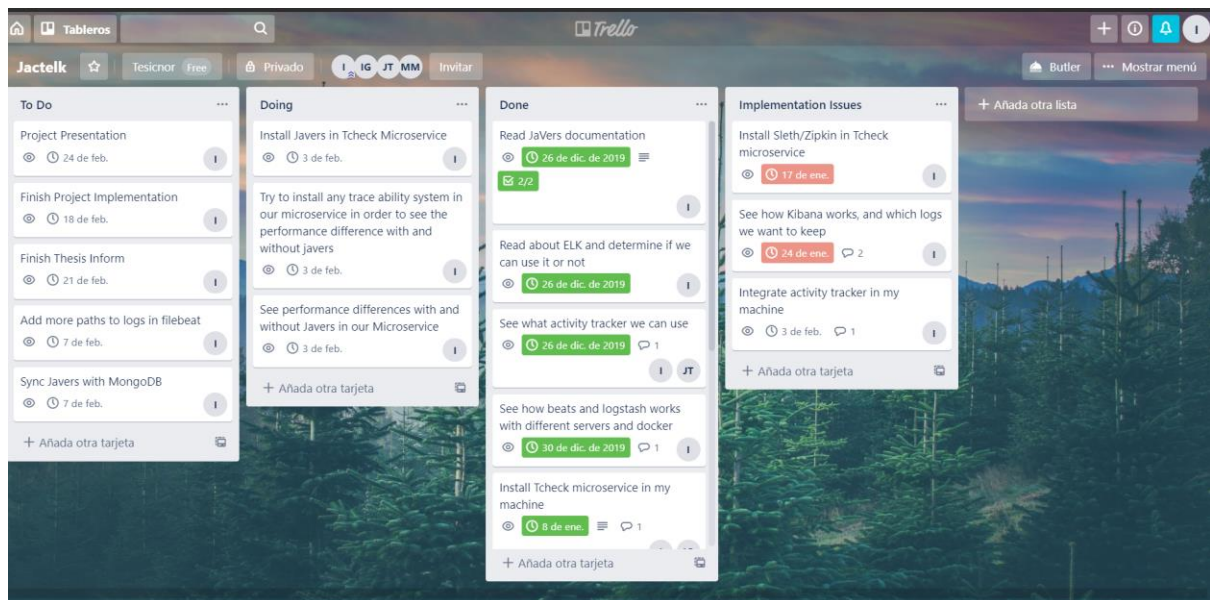 Tableros
Trello
I
Jactelk
Tesicnor Free
Privado
I IG JT MM
Invitar
Butler
Mostrar menú
To Do
Project Presentation
24 de feb.
I
Finish Project Implementation
18 de feb.
I
Finish Thesis Inform
21 de feb.
I
Add more paths to logs in filebeat
7 de feb.
I
Sync Javers with MongoDB
7 de feb.
I
+ Añada otra tarjeta
Doing
Install Javers in Tcheck Microservice
3 de feb.
I
Try to install any trace ability system in
our microservice in order to see the
performance difference with and
without javers
3 de feb.
I
See performance differences with and
without Javers in our Microservice
3 de feb.
I
+ Añada otra tarjeta
Done
Read JaVers documentation
26 de dic. de 2019
2/2
I
Read about ELK and determine if we
can use it or not
26 de dic. de 2019
I
See what activity tracker we can use
26 de dic. de 2019 1
I JT
See how beats and logstash works
with different servers and docker
30 de dic. de 2019 1
I
Install Tcheck microservice in my
machine
8 de ene. 1
+ Añada otra tarjeta
Implementation Issues
Install Sleth/Zipkin in Tcheck
microservice
17 de ene.
I
See how Kibana works, and which logs
we want to keep
24 de ene. 2
I
Integrate activity tracker in my
machine
3 de feb. 1
I
+ Añada otra tarjeta
+ Añada otra lista